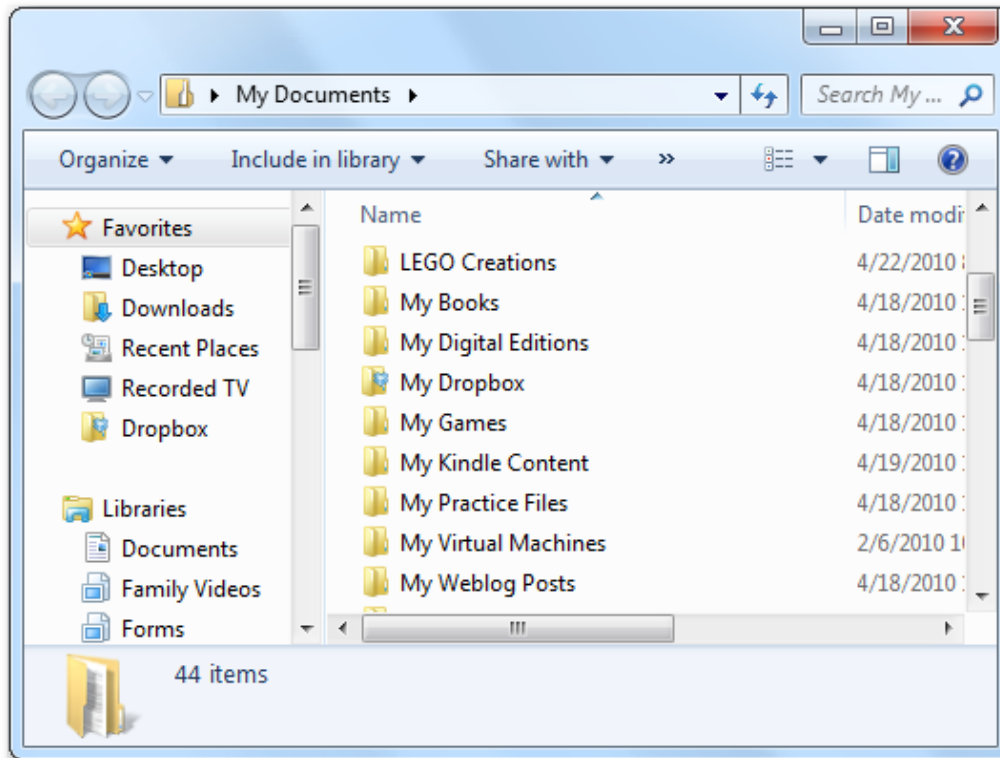 My Documents
Search My ...
Organize Include in library Share with »
Name Date modi
Favorites
Desktop
Downloads
Recent Places
Recorded TV
Dropbox
Libraries
Documents
Family Videos
Forms
LEGO Creations 4/22/2010
My Books 4/18/2010
My Digital Editions 4/18/2010
My Dropbox 4/18/2010
My Games 4/18/2010
My Kindle Content 4/19/2010
My Practice Files 4/18/2010
My Virtual Machines 2/6/2010
My Weblog Posts 4/18/2010
44 items